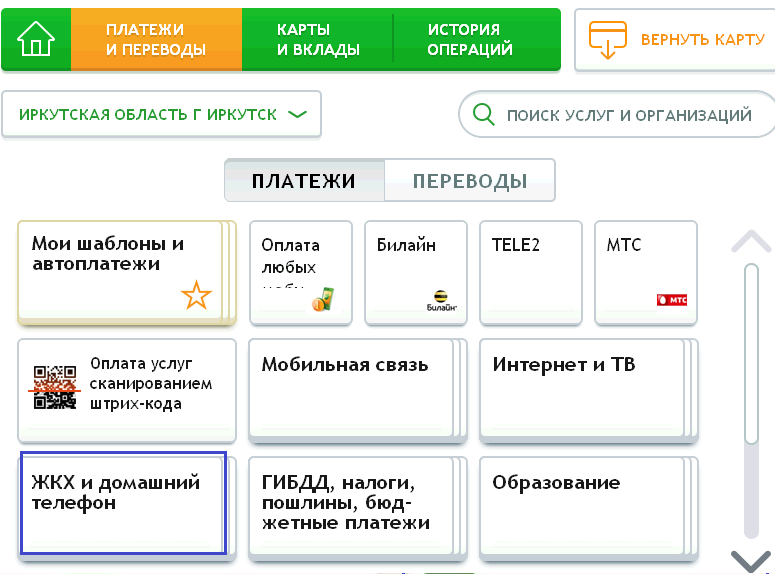 ПЛАТЕЖИ
И ПЕРЕВОДЫ
КАРТЫ
И ВКЛАДЫ
ИСТОРИЯ
ОПЕРАЦИЙ
ВЕРНУТЬ КАРТУ
ИРКУТСКАЯ ОБЛАСТЬ Г ИРКУТСК
ПОИСК УСЛУГ И ОРГАНИЗАЦИЙ
ПЛАТЕЖИ
ПЕРЕВОДЫ
Мои шаблоны и
автоплатежи
Оплата
любых
Билайн
Билайн
TELE2
МТС
МТС
Оплата услуг
сканированием
штрих-кода
Мобильная связь
Интернет и ТВ
ЖКХ и домашний
телефон
ГИБДД, налоги,
пошлины, бюд-
жетные платежи
Образование